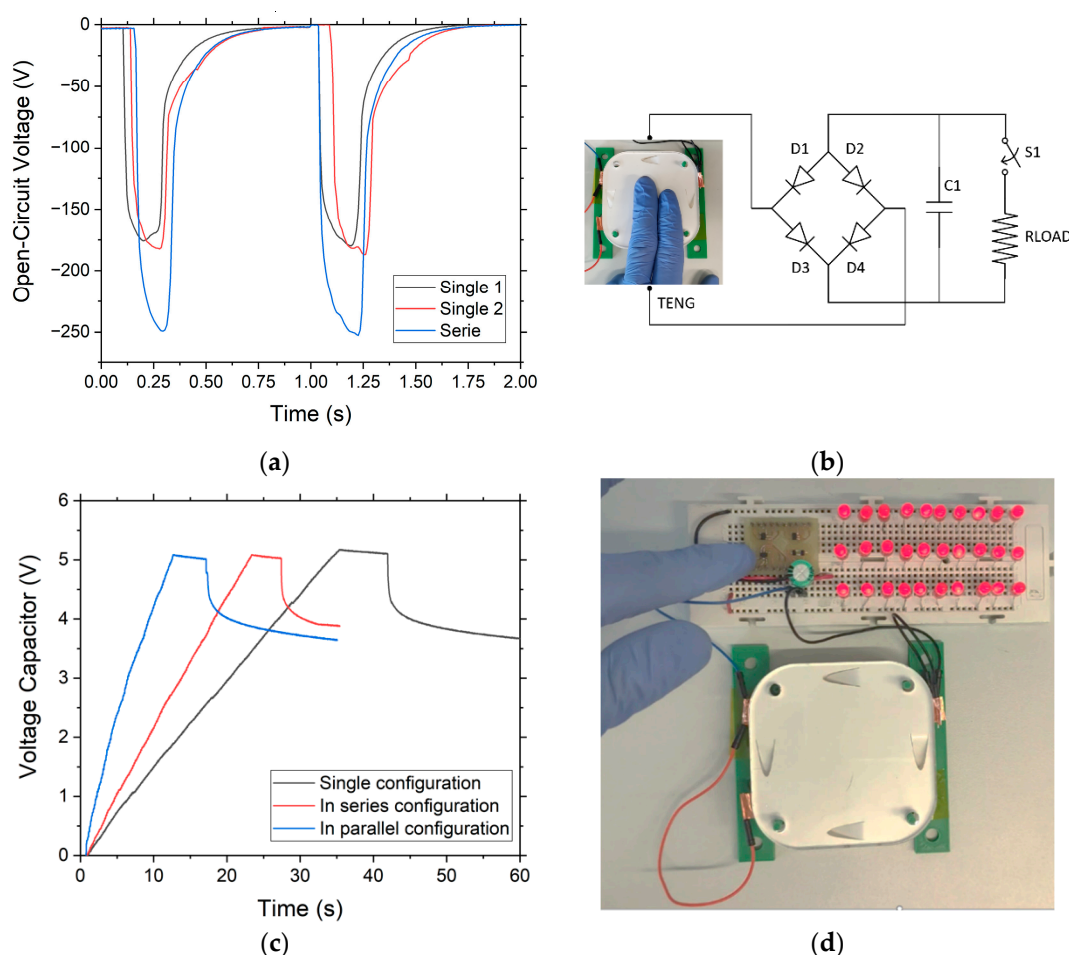 Open-Circuit Voltage (V)
0
−50
−100
−150
−200
−250
0.00 0.25 0.50 0.75 1.00 1.25 1.50 1.75 2.00
Time (s)
Single 1
Single 2
Serie
(a)
D1
D2
D3
D4
C1
S1
RLOAD
TENG
(b)
Voltage Capacitor (V)
6
5
4
3
2
1
0
0 10 20 30 40 50 60
Time (s)
Single configuration
In series configuration
In parallel configuration
(c)
(d)